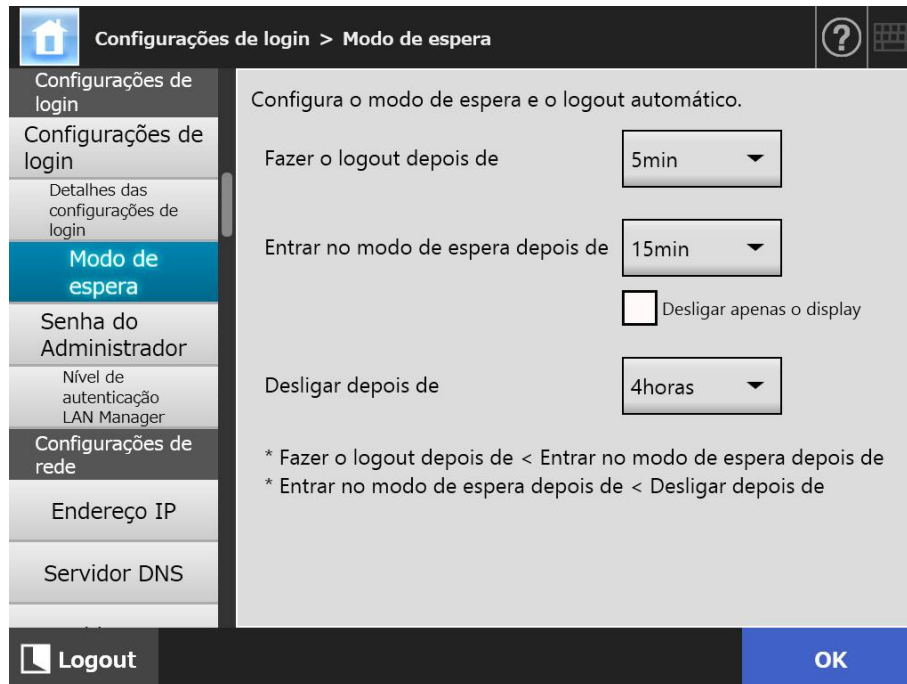 Configurações de login > Modo de espera
?
Configurações de
login
Configurações de
login
Detalhes das
configurações de
login
Modo de
espera
Senha do
Administrador
Nível de
autenticação
LAN Manager
Configurações de
rede
Endereço IP
Servidor DNS
Configura o modo de espera e o logout automático.
Fazer o logout depois de
5min
Entrar no modo de espera depois de
15min
Desligar apenas o display
Desligar depois de
4horas
* Fazer o logout depois de < Entrar no modo de espera depois de
* Entrar no modo de espera depois de < Desligar depois de
Logout
OK